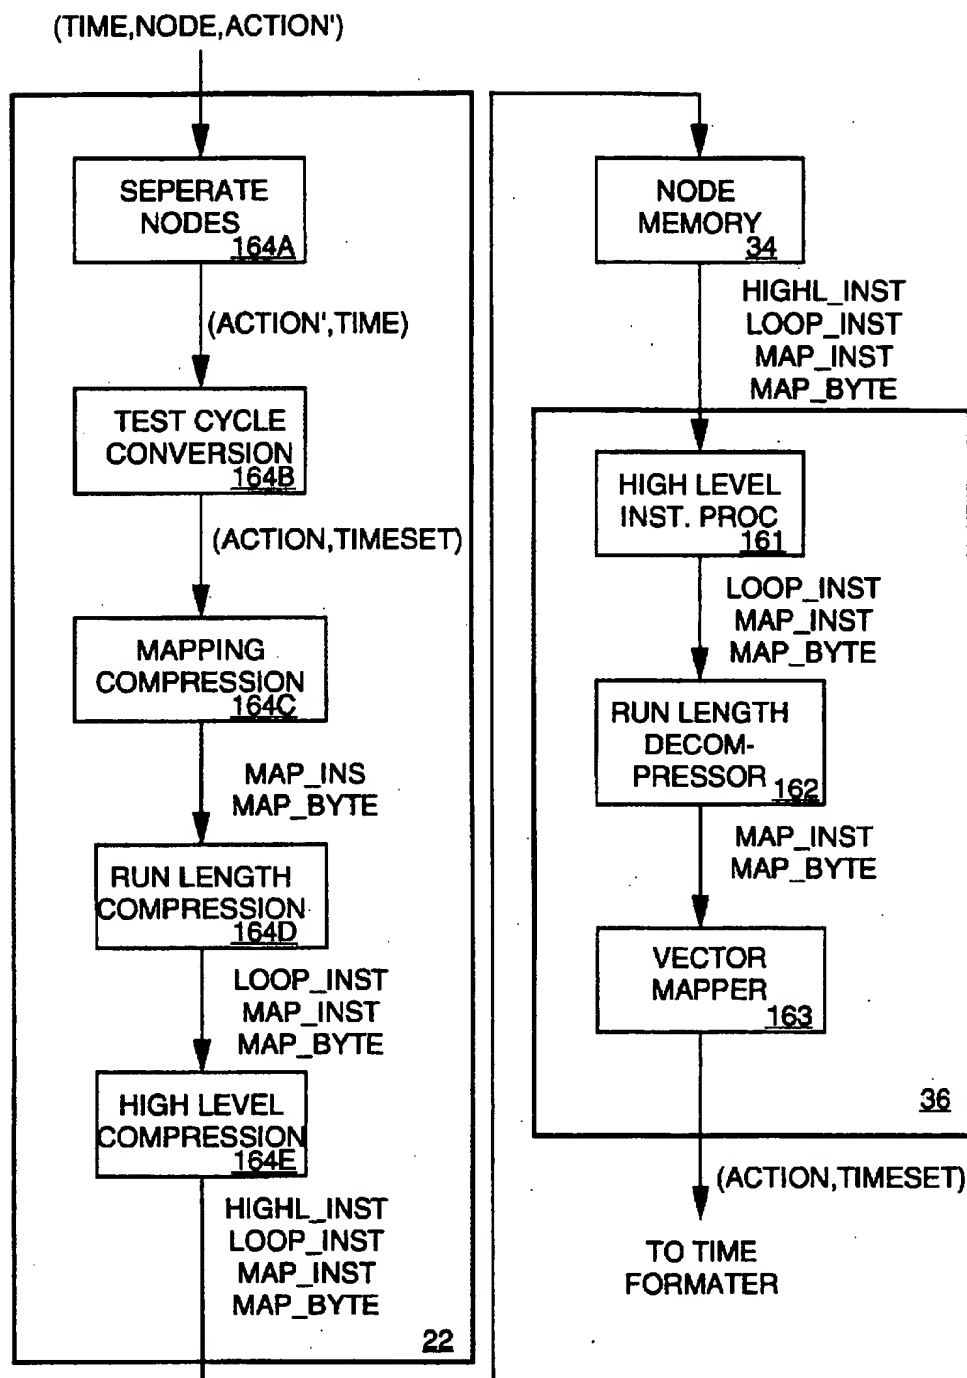 (TIME,NODE,ACTION')
SEPERATE
NODES
164A
(ACTION',TIME)
TEST CYCLE
CONVERSION
164B
(ACTION,TIMESET)
MAPPING
COMPRESSION
164C
MAP_INS
MAP_BYTE
RUN LENGTH
COMPRESSION
164D
LOOP_INST
MAP_INST
MAP_BYTE
HIGH LEVEL
COMPRESSION
164E
HIGHL_INST
LOOP_INST
MAP_INST
MAP_BYTE
22
NODE
MEMORY
34
HIGHL_INST
LOOP_INST
MAP_INST
MAP_BYTE
HIGH LEVEL
INST. PROC
161
LOOP_INST
MAP_INST
MAP_BYTE
RUN LENGTH
DECOM-
PRESSOR
162
MAP_INST
MAP_BYTE
VECTOR
MAPPER
163
36
(ACTION,TIMESET)
TO TIME
FORMATER